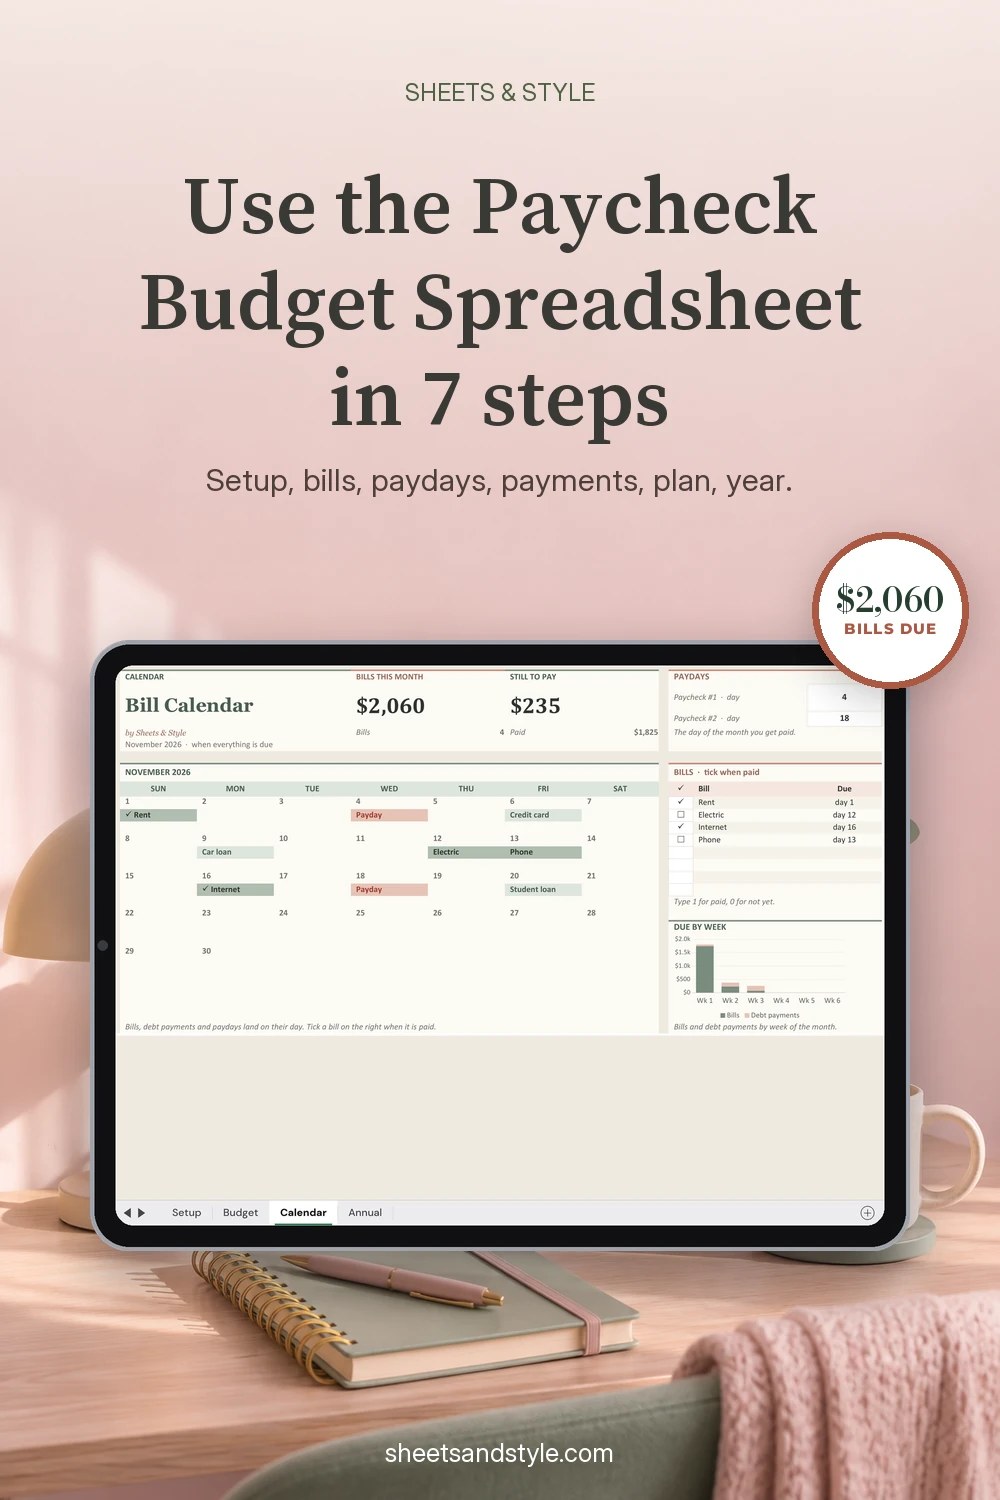 SHEETS & STYLE
Use the Paycheck
Budget Spreadsheet
in 7 steps
Setup, bills, paydays, payments, plan, year.
$2,060
BILLS DUE
CALENDAR
Bill Calendar
by Sheets & Style
November 2026 · when everything is due
BILLS THIS MONTH
$2,060
Bills 4
STILL TO PAY
$235
Paid $1,825
PAYDAYS
Paycheck #1 · day 4
Paycheck #2 · day 18
The day of the month you get paid.
NOVEMBER 2026
SUN MON TUE WED THU FRI SAT
1 2 3 4 5 6 7
✓ Rent Payday Credit card
8 9 10 11 12 13 14
Car loan Electric Phone
15 16 17 18 19 20 21
✓ Internet Payday Student loan
22 23 24 25 26 27 28
29 30
Bills, debt payments and paydays land on their day. Tick a bill on the right when it is paid.
BILLS · tick when paid
✓ Bill Due
✓ Rent day 1
☐ Electric day 12
✓ Internet day 16
☐ Phone day 13
Type 1 for paid, 0 for not yet.
DUE BY WEEK
$2.0k
$1.5k
$1.0k
$500
$0
Wk 1 Wk 2 Wk 3 Wk 4 Wk 5 Wk 6
Bills Debt payments
Bills and debt payments by week of the month.
Setup Budget Calendar Annual
sheetsandstyle.com